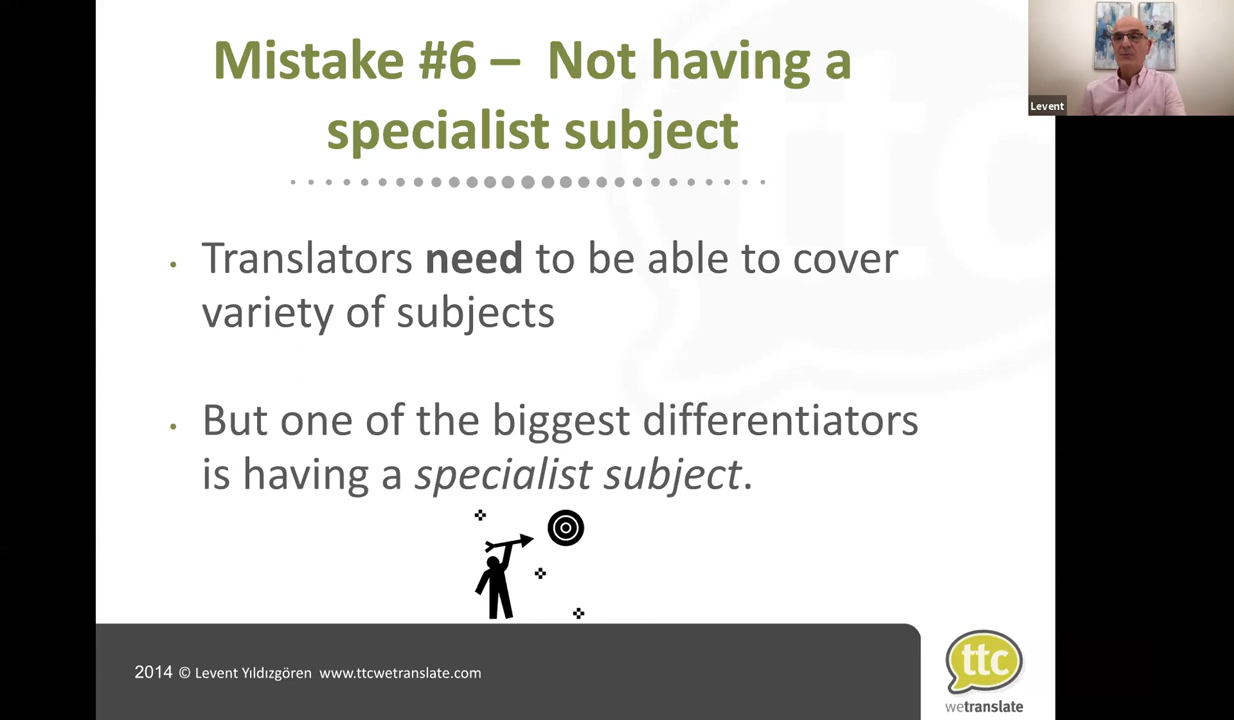 Mistake #6 – Not having a
specialist subject
Levent
Translators need to be able to cover
variety of subjects
But one of the biggest differentiators
is having a specialist subject.
2014 © Levent Yıldızgören www.ttcwetranslate.com
ttc
wetranslate